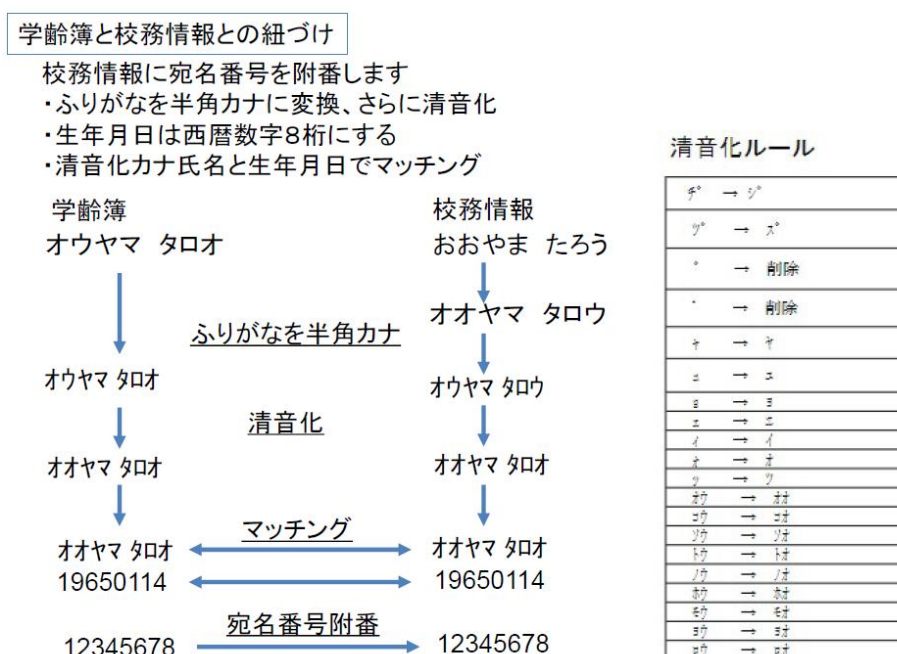 学齢簿と校務情報との紐づけ
校務情報に宛名番号を附番します
・ふりがなを半角カナに変換、さらに清音化
・生年月日は西暦数字8桁にする
・清音化カナ氏名と生年月日でマッチング
学齢簿
校務情報
オウヤマ タロオ
おおやま たろう
オオヤマ タロウ
ふりがなを半角カナ
オウヤマ タロオ
オウヤマ タロウ
清音化
オオヤマ タロオ
オオヤマ タロオ
マッチング
オオヤマ タロオ
オオヤマ タロオ
19650114
19650114
宛名番号附番
12345678
12345678
清音化ルール
ヂ → ジ
ヅ → ズ
゜ → 削除
→ 削除
ャ → ヤ
ュ → ユ
ョ → ヨ
ェ → エ
ィ → イ
ォ → オ
ッ → ツ
オウ → オオ
コウ → コオ
ソウ → ソオ
トウ → トオ
ノウ → ノオ
ホウ → ホオ
モウ → モオ
ヨウ → ヨオ
ロウ → ロオ